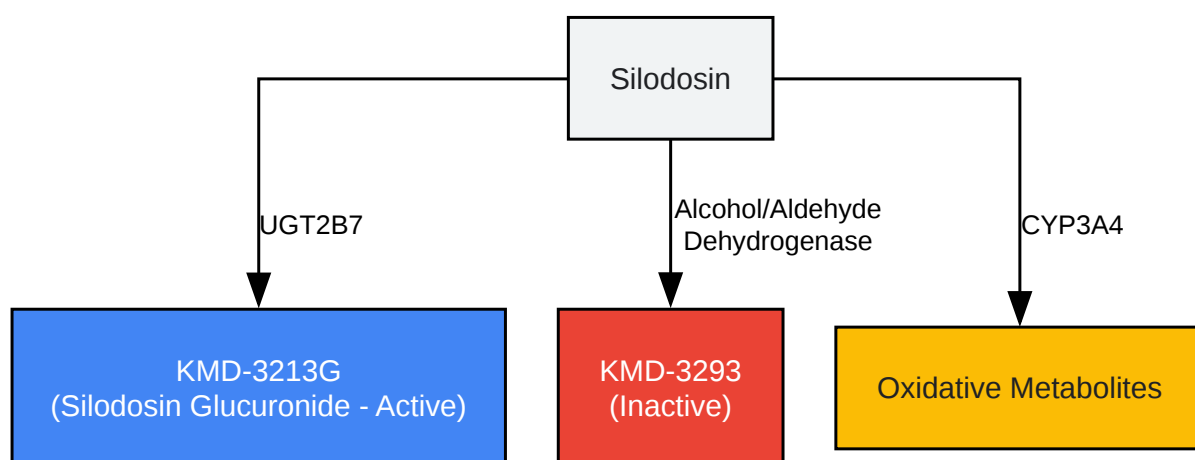 Silodosin
UGT2B7
Alcohol/Aldehyde
Dehydrogenase
CYP3A4
KMD-3213G
(Silodosin Glucuronide - Active)
KMD-3293
(Inactive)
Oxidative Metabolites